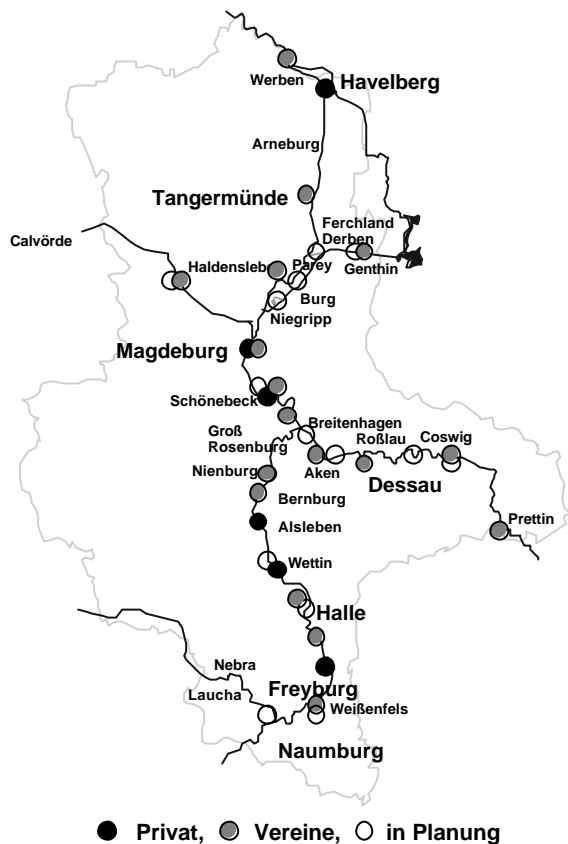 Werben
Havelberg
Arneburg
Tangermünde
Ferchland
Derben
Calvörde
Haldenslebe
Parey
Genthin
Burg
Niegripp
Magdeburg
Schönebeck
Breitenhagen
Groß
Rosenburg
Roßlau
Coswig
Nienburg
Aken
Dessau
Bernburg
Prettin
Alsleben
Wettin
Halle
Nebra
Freyburg
Laucha
Weißenfels
Naumburg
Privat, Vereine, in Planung